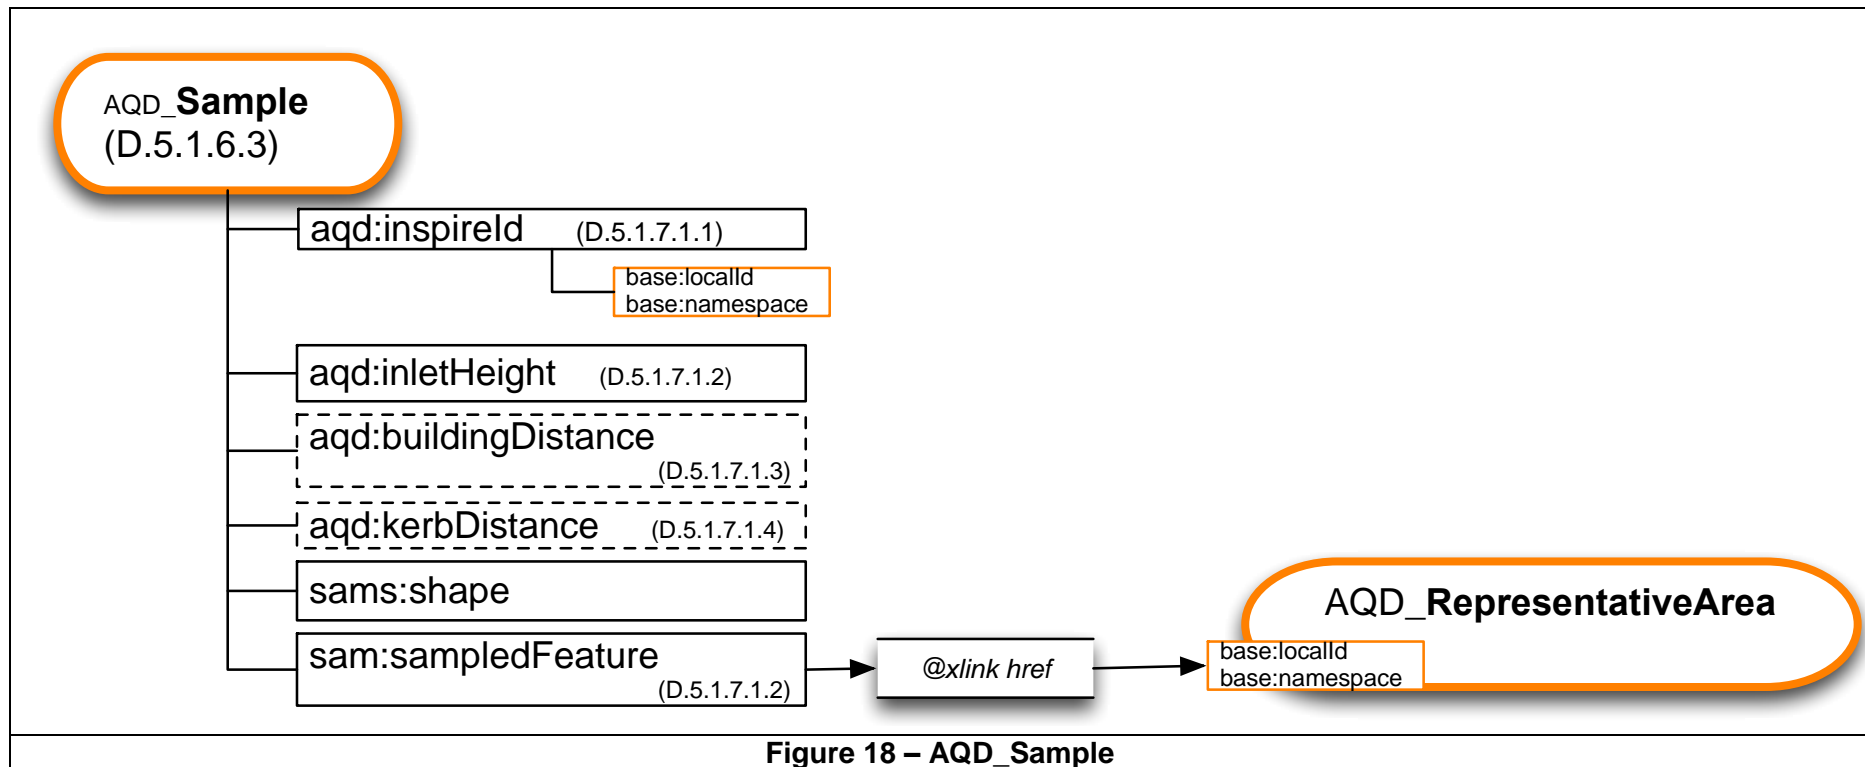 AQD_Sample
(D.5.1.6.3)
aqd:inspireId (D.5.1.7.1.1)
base:localId
base:namespace
aqd:inletHeight (D.5.1.7.1.2)
aqd:buildingDistance
(D.5.1.7.1.3)
aqd:kerbDistance (D.5.1.7.1.4)
sams:shape
sam:sampledFeature
(D.5.1.7.1.2)
@xlink href
AQD_RepresentativeArea
base:localId
base:namespace
Figure 18 – AQD_Sample